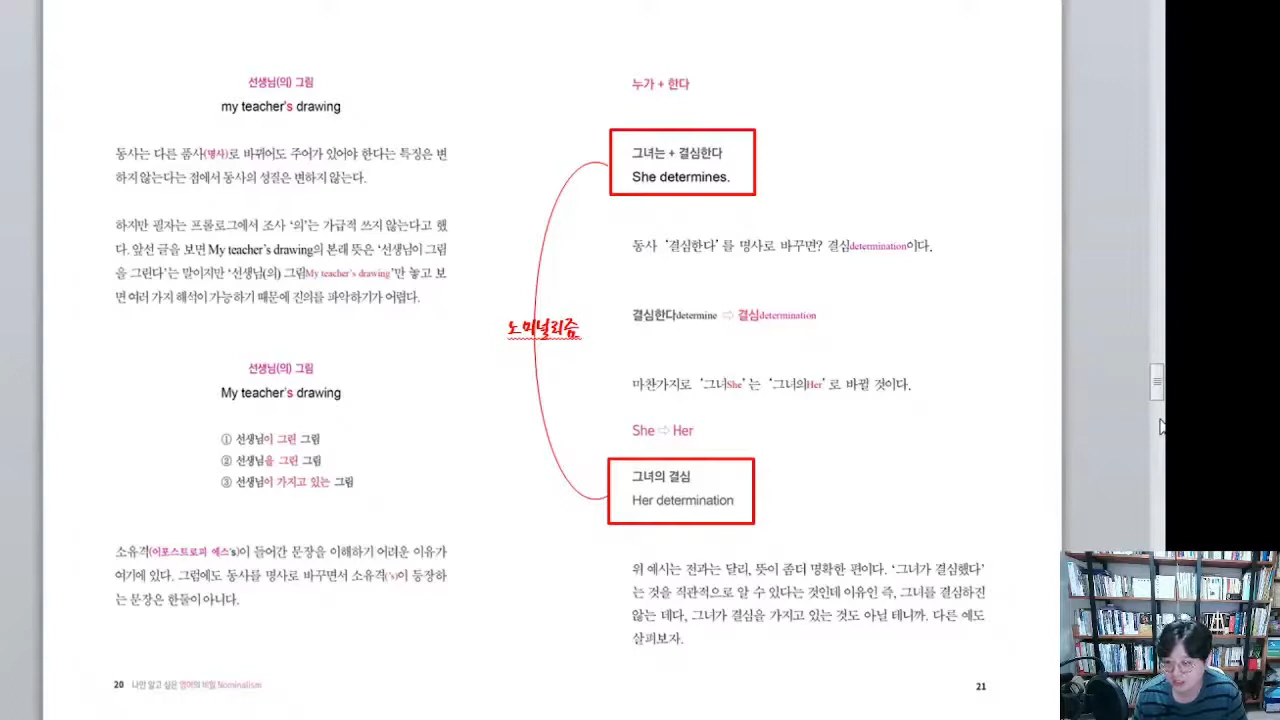 선생님(의) 그림
my teacher's drawing
동사는 다른 품사(명사)로 바뀌어도 주어가 있어야 한다는 특징은 변
하지 않는다는 점에서 동사의 성질은 변하지 않는다.
하지만 필자는 프롤로그에서 조사 ‘의’는 가급적 쓰지 않는다고 했
다. 앞선 글을 보면 My teacher's drawing의 본래 뜻은 ‘선생님이 그림
을 그린다’는 말이지만 ‘선생님(의) 그림My teacher's drawing’만 놓고 보
면 여러 가지 해석이 가능하기 때문에 진의를 파악하기가 어렵다.
선생님(의) 그림
My teacher's drawing
① 선생님이 그린 그림
② 선생님을 그린 그림
③ 선생님이 가지고 있는 그림
소유격(어포스트로피 에스's)이 들어간 문장을 이해하기 어려운 이유가
여기에 있다. 그럼에도 동사를 명사로 바꾸면서 소유격('s)이 등장하
는 문장은 한둘이 아니다.
20 나만 알고 싶은 영어의 비밀 Nominalism
노미널리즘
누가 + 한다
그녀는 + 결심한다
She determines.
동사 ‘결심한다’를 명사로 바꾸면? 결심determination이다.
결심한다determine ⇨ 결심determination
마찬가지로 ‘그녀She’는 ‘그녀의Her’로 바뀔 것이다.
She ⇨ Her
그녀의 결심
Her determination
위 예시는 전과는 달리, 뜻이 좀더 명확한 편이다. ‘그녀가 결심했다’
는 것을 직관적으로 알 수 있다는 것인데 이유인 즉, 그녀를 결심하진
않는 데다, 그녀가 결심을 가지고 있는 것도 아닐 테니까. 다른 예도
살펴보자.
21